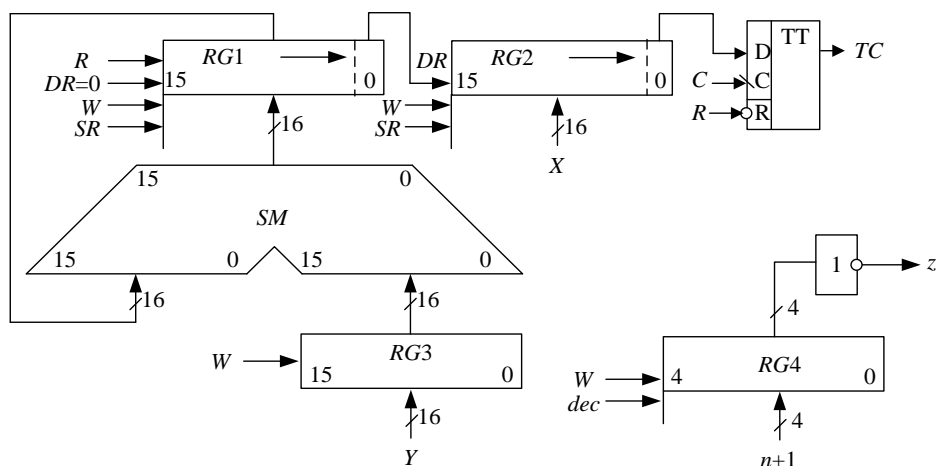 R RG1 DR RG2 D TT TC
DR=0 15 0 15 0 C C
W W R R
SR 16 SR 16
X
15 0
SM
15 0 15 0
1 z
16 16 4
RG3 RG4
W 15 0 W 4 0
dec
16 4
Y n+1